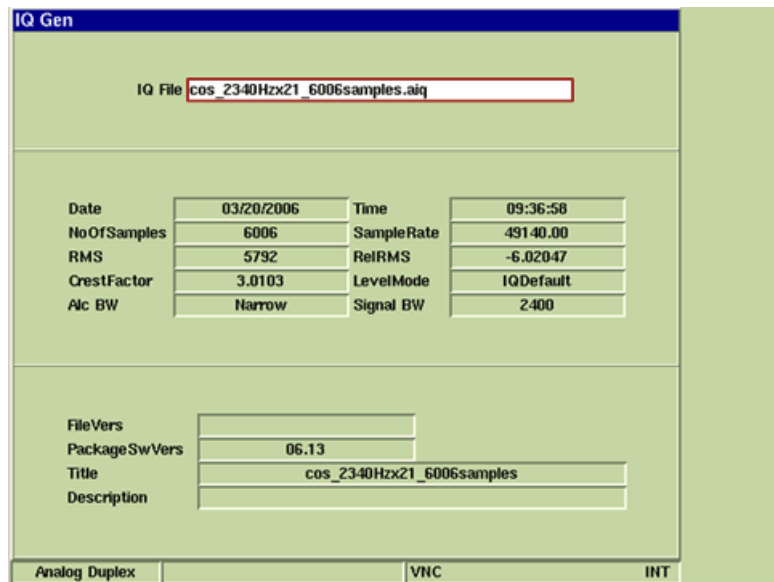 IQ Gen
IQ File cos_2340Hzx21_6006samples.aiq
Date 03/20/2006 Time 09:36:58
NoOfSamples 6006 SampleRate 49140.00
RMS 5792 RelRMS -6.02047
CrestFactor 3.0103 LevelMode IQDefault
Alc BW Narrow Signal BW 2400
FileVers
PackageSwVers 06.13
Title cos_2340Hzx21_6006samples
Description
Analog Duplex VNC INT